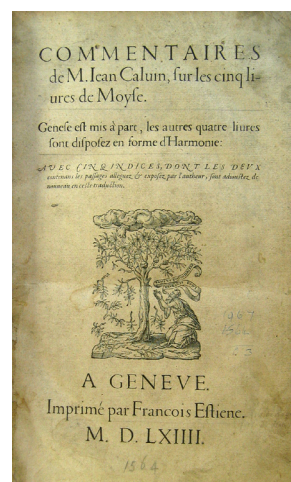 COMMENTAIRES
de M. Iean Caluin, sur les cinq li-
ures de Moyse.
Genese est mis à part, les autres quatre liures
sont disposez en forme d'Harmonie:
AVEC CINQ INDICES, DONT LES DEVX
contenans les passages alleguez & exposez par l'autheur, sont adioustez de
nouueau en ceste traduction.
A GENEVE.
Imprimé par Francois Estiene.
M. D. LXIIII.
1564